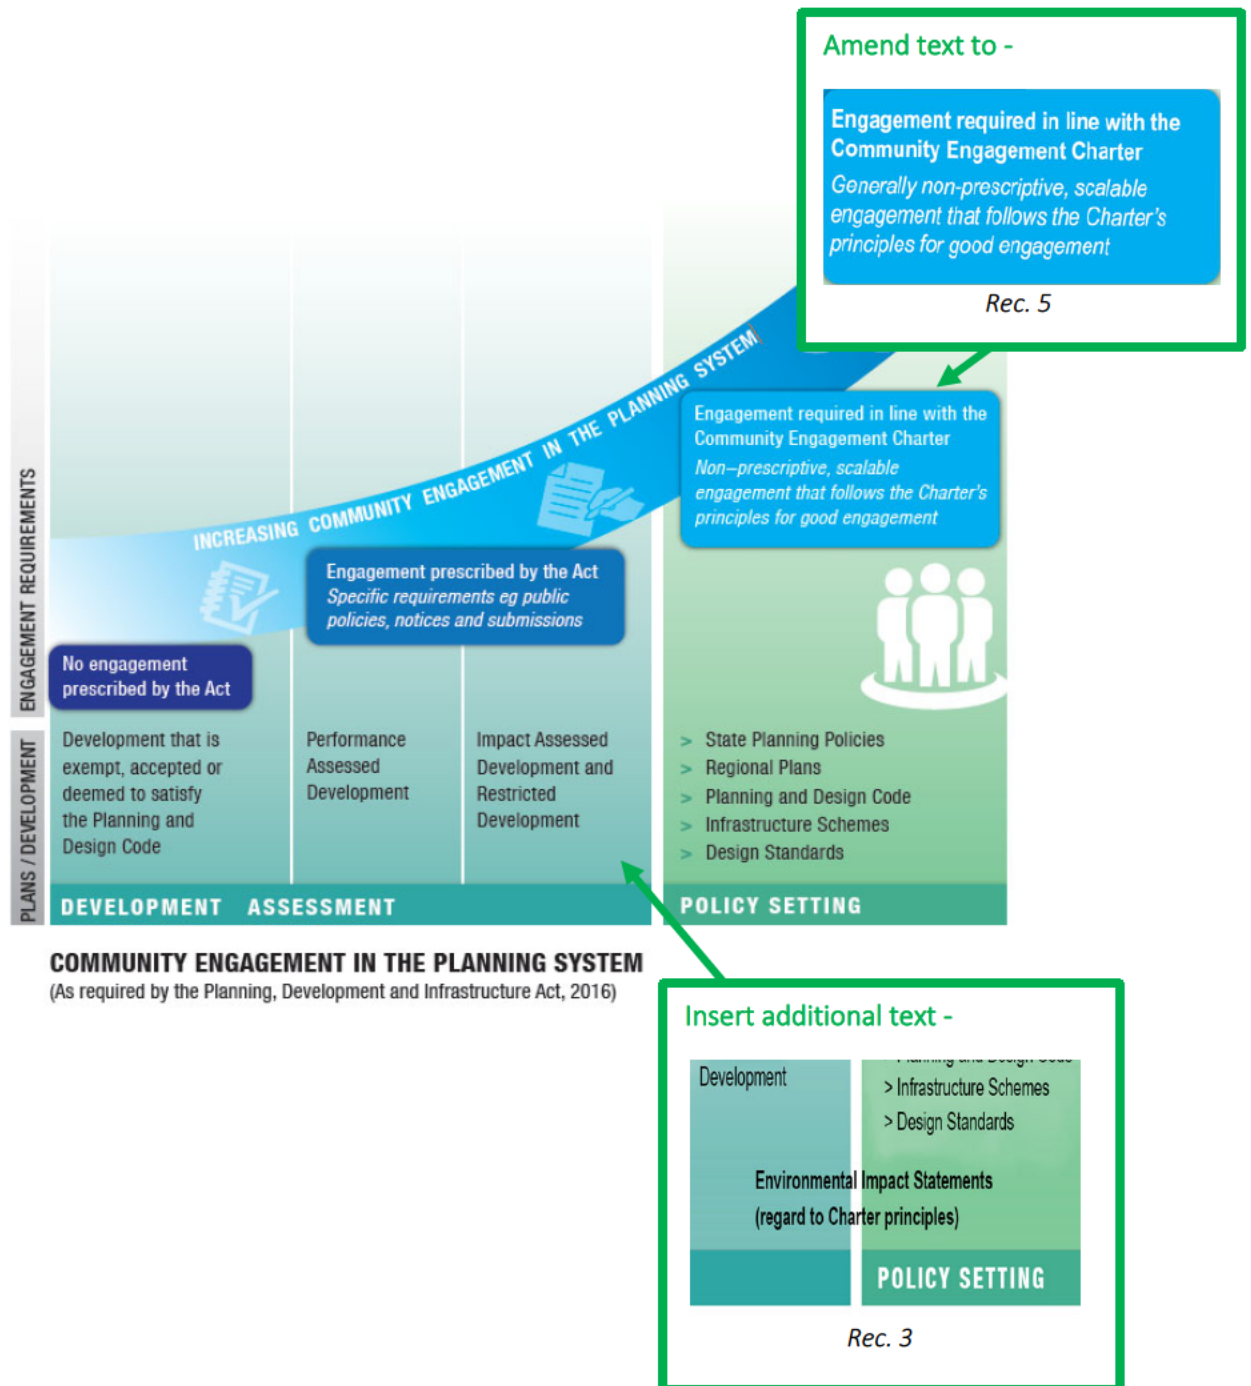 Amend text to -
Engagement required in line with the
Community Engagement Charter
Generally non-prescriptive, scalable
engagement that follows the Charter's
principles for good engagement
Rec. 5
INCREASING COMMUNITY ENGAGEMENT IN THE PLANNING SYSTEM
Engagement required in line with the
Community Engagement Charter
Non–prescriptive, scalable
engagement that follows the Charter's
principles for good engagement
Engagement prescribed by the Act
Specific requirements eg public
policies, notices and submissions
No engagement
prescribed by the Act
ENGAGEMENT REQUIREMENTS
PLANS / DEVELOPMENT
Development that is
exempt, accepted or
deemed to satisfy
the Planning and
Design Code
Performance
Assessed
Development
Impact Assessed
Development and
Restricted
Development
> State Planning Policies
> Regional Plans
> Planning and Design Code
> Infrastructure Schemes
> Design Standards
DEVELOPMENT ASSESSMENT
POLICY SETTING
COMMUNITY ENGAGEMENT IN THE PLANNING SYSTEM
(As required by the Planning, Development and Infrastructure Act, 2016)
Insert additional text -
Planning and Design Code
Development
> Infrastructure Schemes
> Design Standards
Environmental Impact Statements
(regard to Charter principles)
POLICY SETTING
Rec. 3